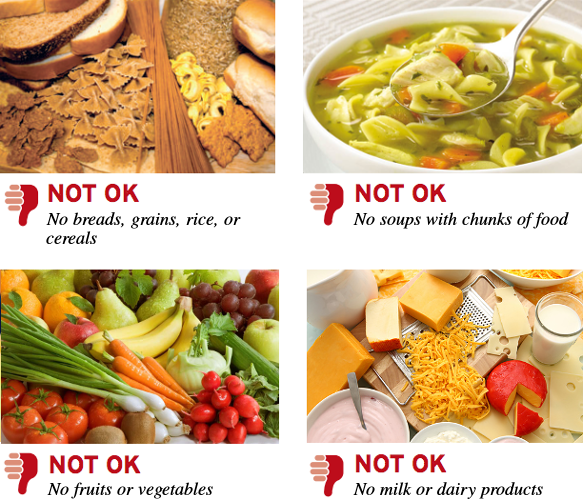 NOT OK
No breads, grains, rice, or
cereals
NOT OK
No soups with chunks of food
NOT OK
No fruits or vegetables
NOT OK
No milk or dairy products